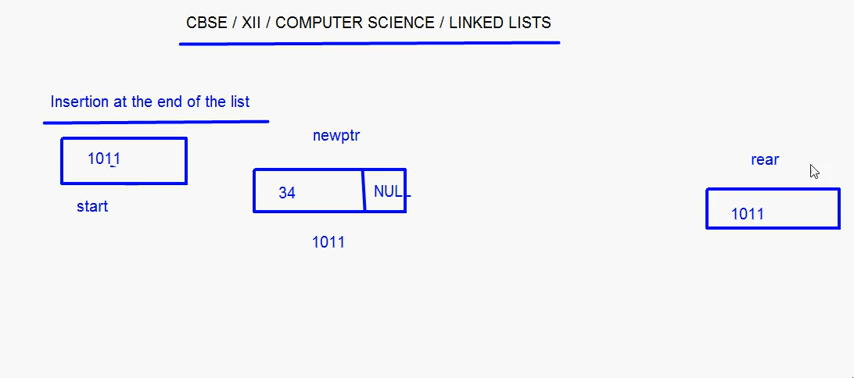 CBSE / XII / COMPUTER SCIENCE / LINKED LISTS
Insertion at the end of the list
newptr
1011
rear
34 NULL
start
1011
1011